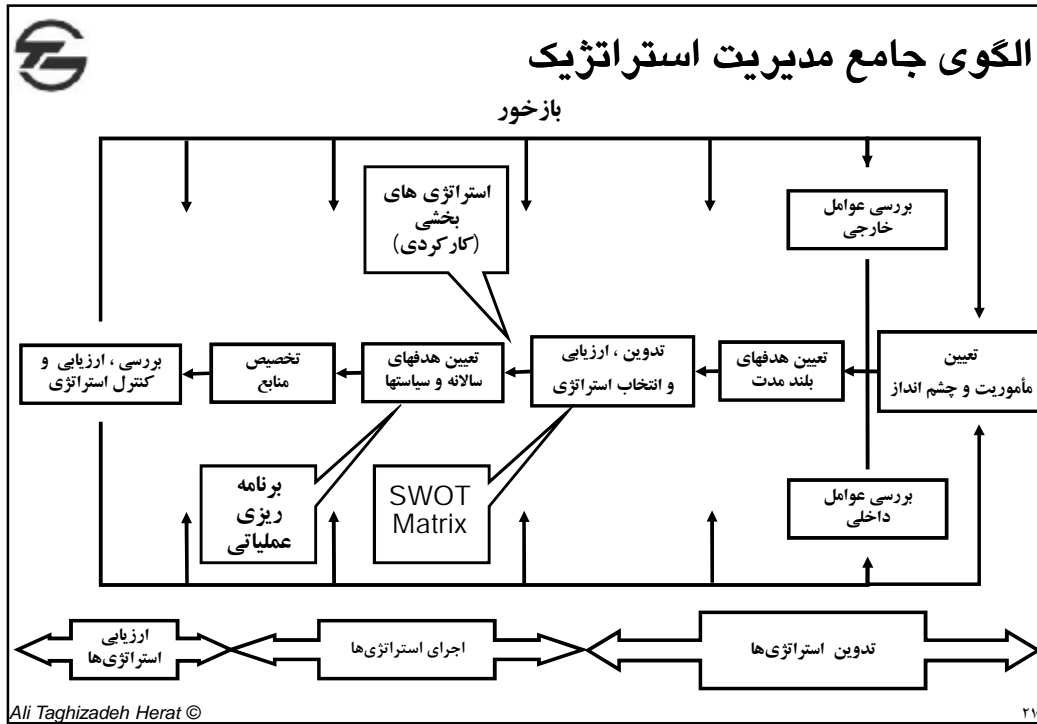 الگوی جامع مدیریت استراتژیک
بازخور
استراتژی های
بخشی
(کارکردی)
بررسی عوامل
خارجی
تعیین
مأموریت و چشم انداز
تعیین هدفهای
بلند مدت
تدوین ، ارزیابی
و انتخاب استراتژی
تعیین هدفهای
سالانه و سیاستها
تخصیص
منابع
بررسی ، ارزیابی و
کنترل استراتژی
بررسی عوامل
داخلی
SWOT
Matrix
برنامه
ریزی
عملیاتی
تدوین استراتژی‌ها
اجرای استراتژی‌ها
ارزیابی
استراتژی‌ها
Ali Taghizadeh Herat ©